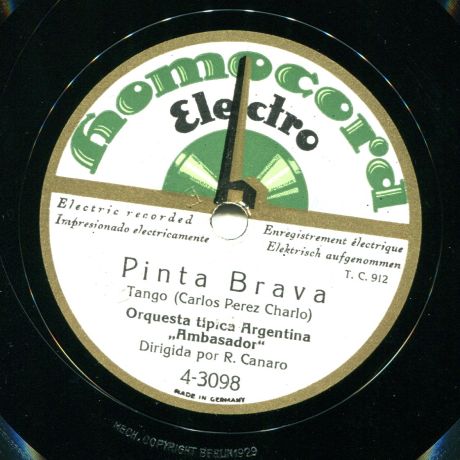 Homocord
Electro
Electric recorded
Impresionado electricamente
Enregistrement électrique
Elektrisch aufgenommen
T. C. 912
Pinta Brava
Tango (Carlos Perez Charlo)
Orquesta típica Argentina
„Ambasador“
Dirigida por R. Canaro
4-3098
MADE IN GERMANY
MECH. COPYRIGHT BERLIN 1929